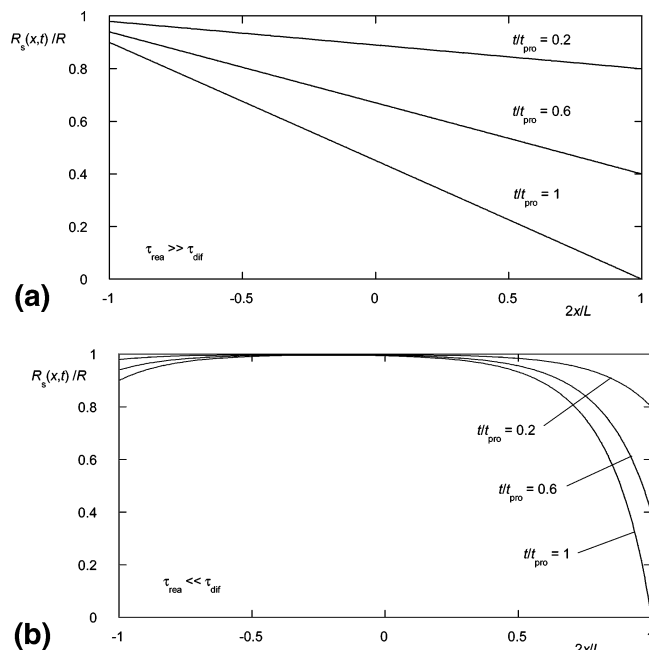 1
R_s(x,t)/R
t/t_pro = 0.2
0.8
0.6
t/t_pro = 0.6
0.4
t/t_pro = 1
0.2
τ_rea >> τ_dif
0
(a)
-1 -0.5 0 0.5 1
2x/L
1
R_s(x,t)/R
0.8
t/t_pro = 0.2
0.6
t/t_pro = 0.6
0.4
t/t_pro = 1
0.2
τ_rea << τ_dif
0
(b)
-1 -0.5 0 0.5 1
2x/L